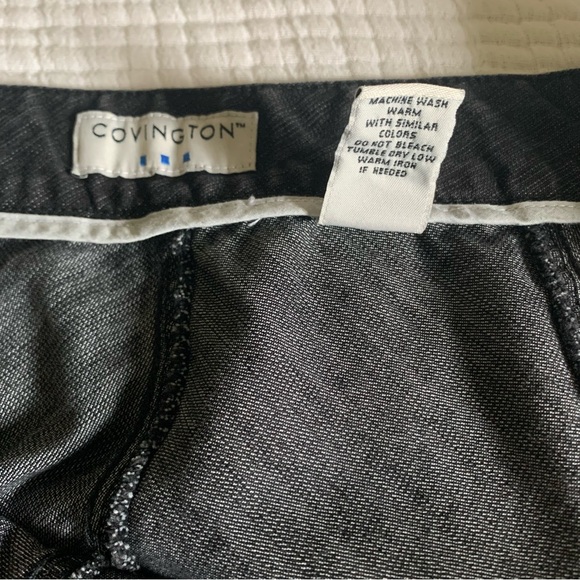 COVINGTON™
MACHINE WASH
WARM
WITH SIMILAR
COLORS
DO NOT BLEACH
TUMBLE DRY LOW
WARM IRON
IF NEEDED